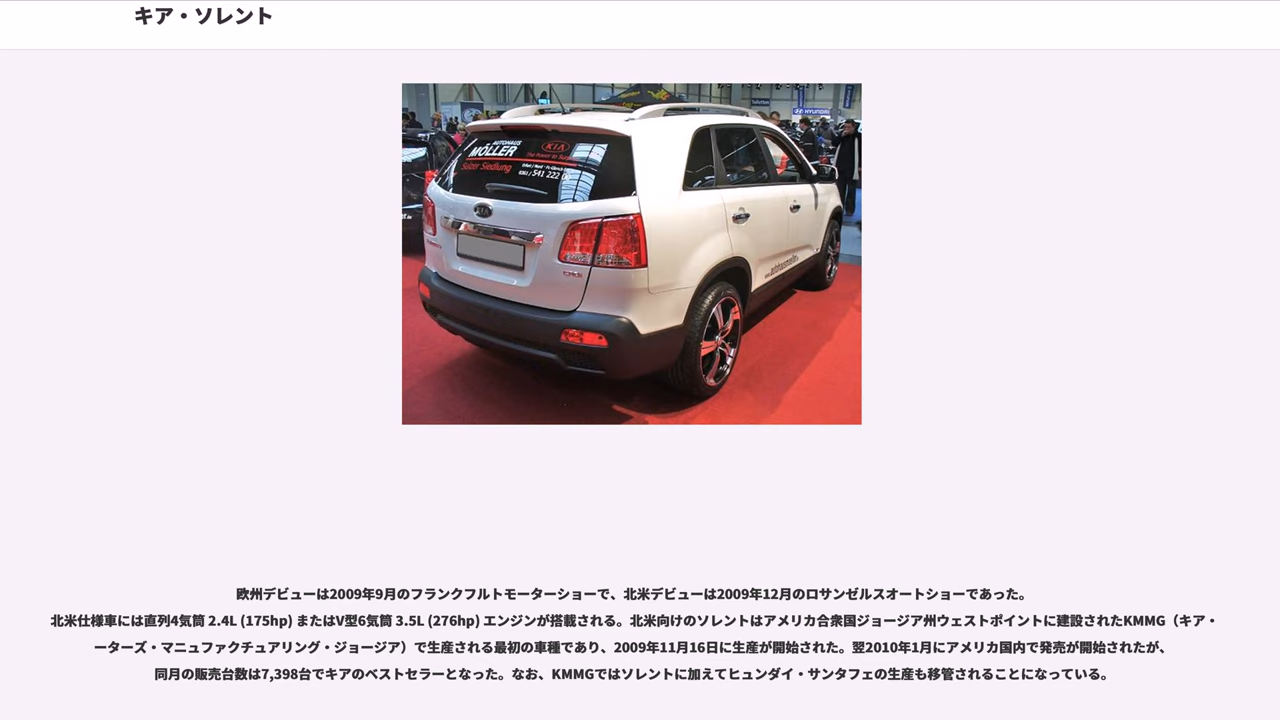 キア・ソレント
HYUNDAI
AUTOHAUS
MÖLLER
KIA
The Power to
Sulzer Siedlung
541 222
KIA
欧州デビューは2009年9月のフランクフルトモーターショーで、北米デビューは2009年12月のロサンゼルスオートショーであった。
北米仕様車には直列4気筒 2.4L (175hp) またはV型6気筒 3.5L (276hp) エンジンが搭載される。北米向けのソレントはアメリカ合衆国ジョージア州ウェストポイントに建設されたKMMG（キア・
ーターズ・マニュファクチュアリング・ジョージア）で生産される最初の車種であり、2009年11月16日に生産が開始された。翌2010年1月にアメリカ国内で発売が開始されたが、
同月の販売台数は7,398台でキアのベストセラーとなった。なお、KMMGではソレントに加えてヒュンダイ・サンタフェの生産も移管されることになっている。